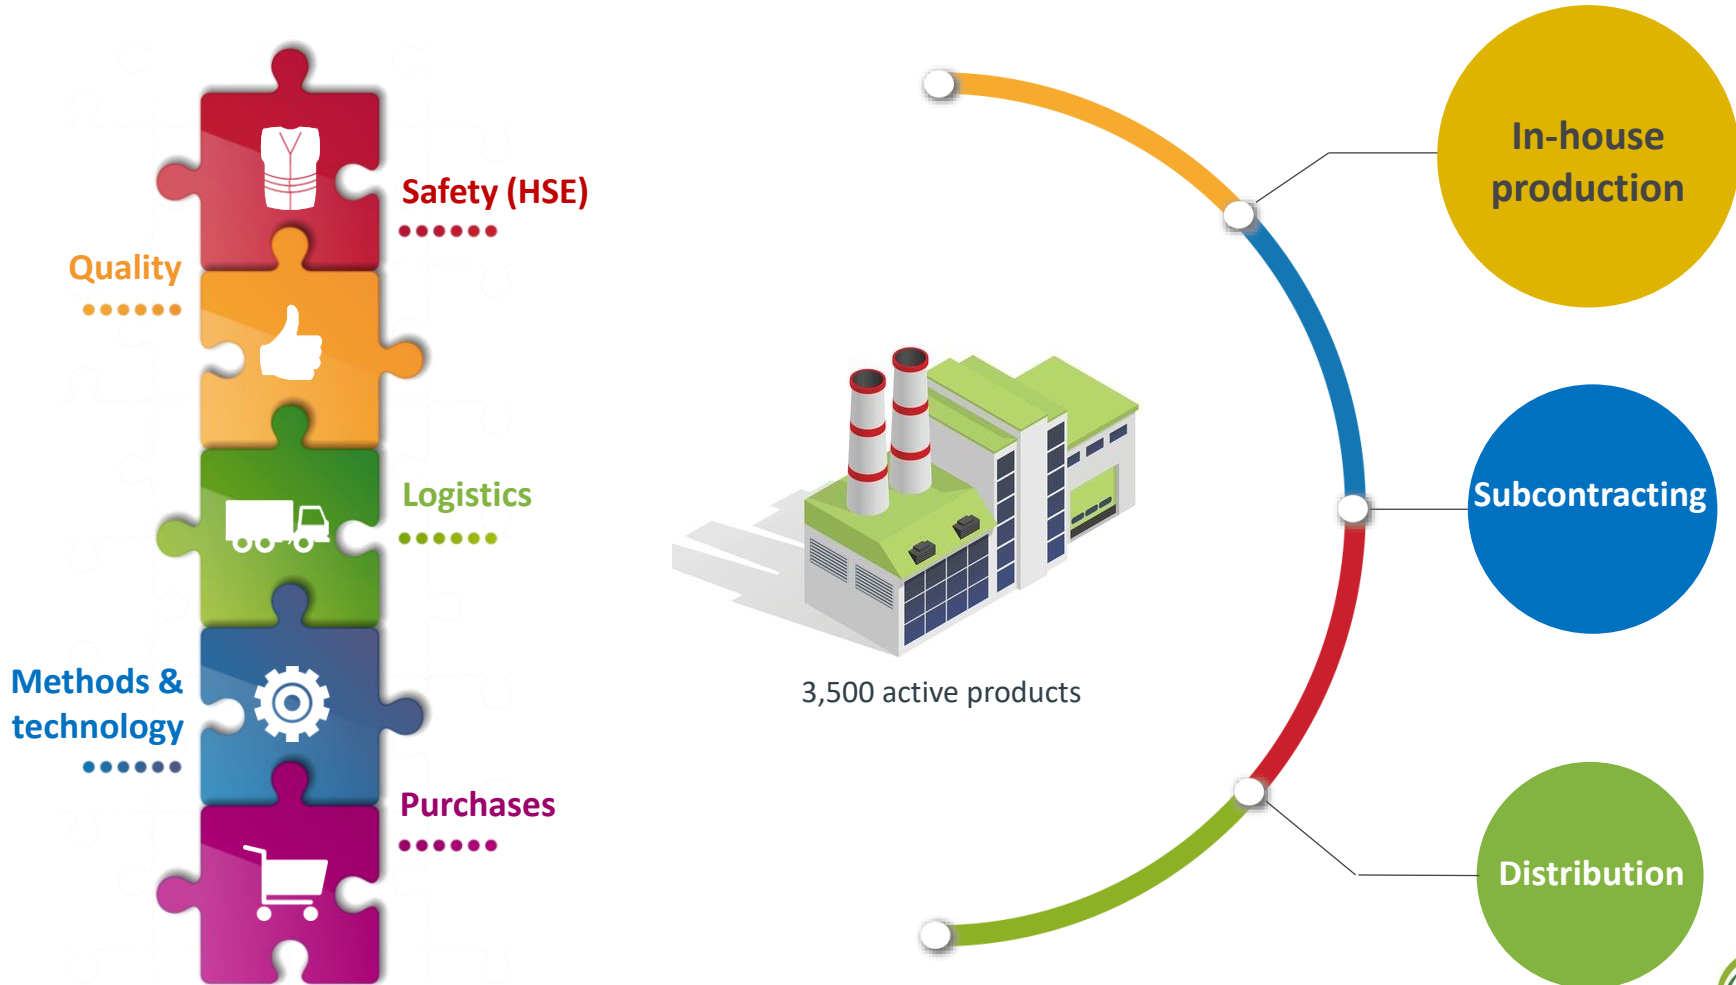 Safety (HSE)
Quality
Logistics
Methods &
technology
Purchases
3,500 active products
In-house
production
Subcontracting
Distribution